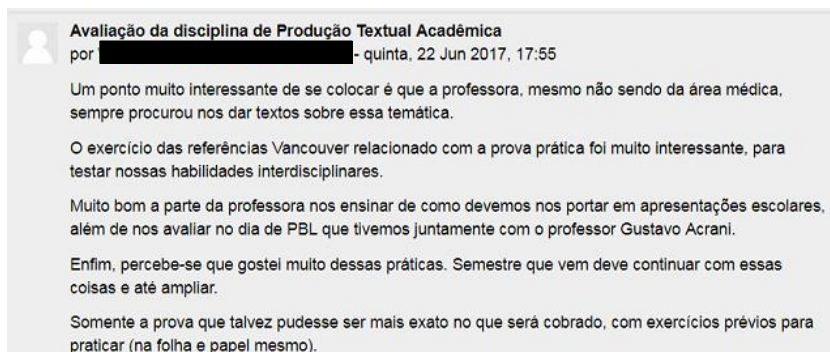 Avaliação da disciplina de Produção Textual Acadêmica
por - quinta, 22 Jun 2017, 17:55
Um ponto muito interessante de se colocar é que a professora, mesmo não sendo da área médica,
sempre procurou nos dar textos sobre essa temática.
O exercício das referências Vancouver relacionado com a prova prática foi muito interessante, para
testar nossas habilidades interdisciplinares.
Muito bom a parte da professora nos ensinar de como devemos nos portar em apresentações escolares,
além de nos avaliar no dia de PBL que tivemos juntamente com o professor Gustavo Acrani.
Enfim, percebe-se que gostei muito dessas práticas. Semestre que vem deve continuar com essas
coisas e até ampliar.
Somente a prova que talvez pudesse ser mais exato no que será cobrado, com exercícios prévios para
praticar (na folha e papel mesmo).